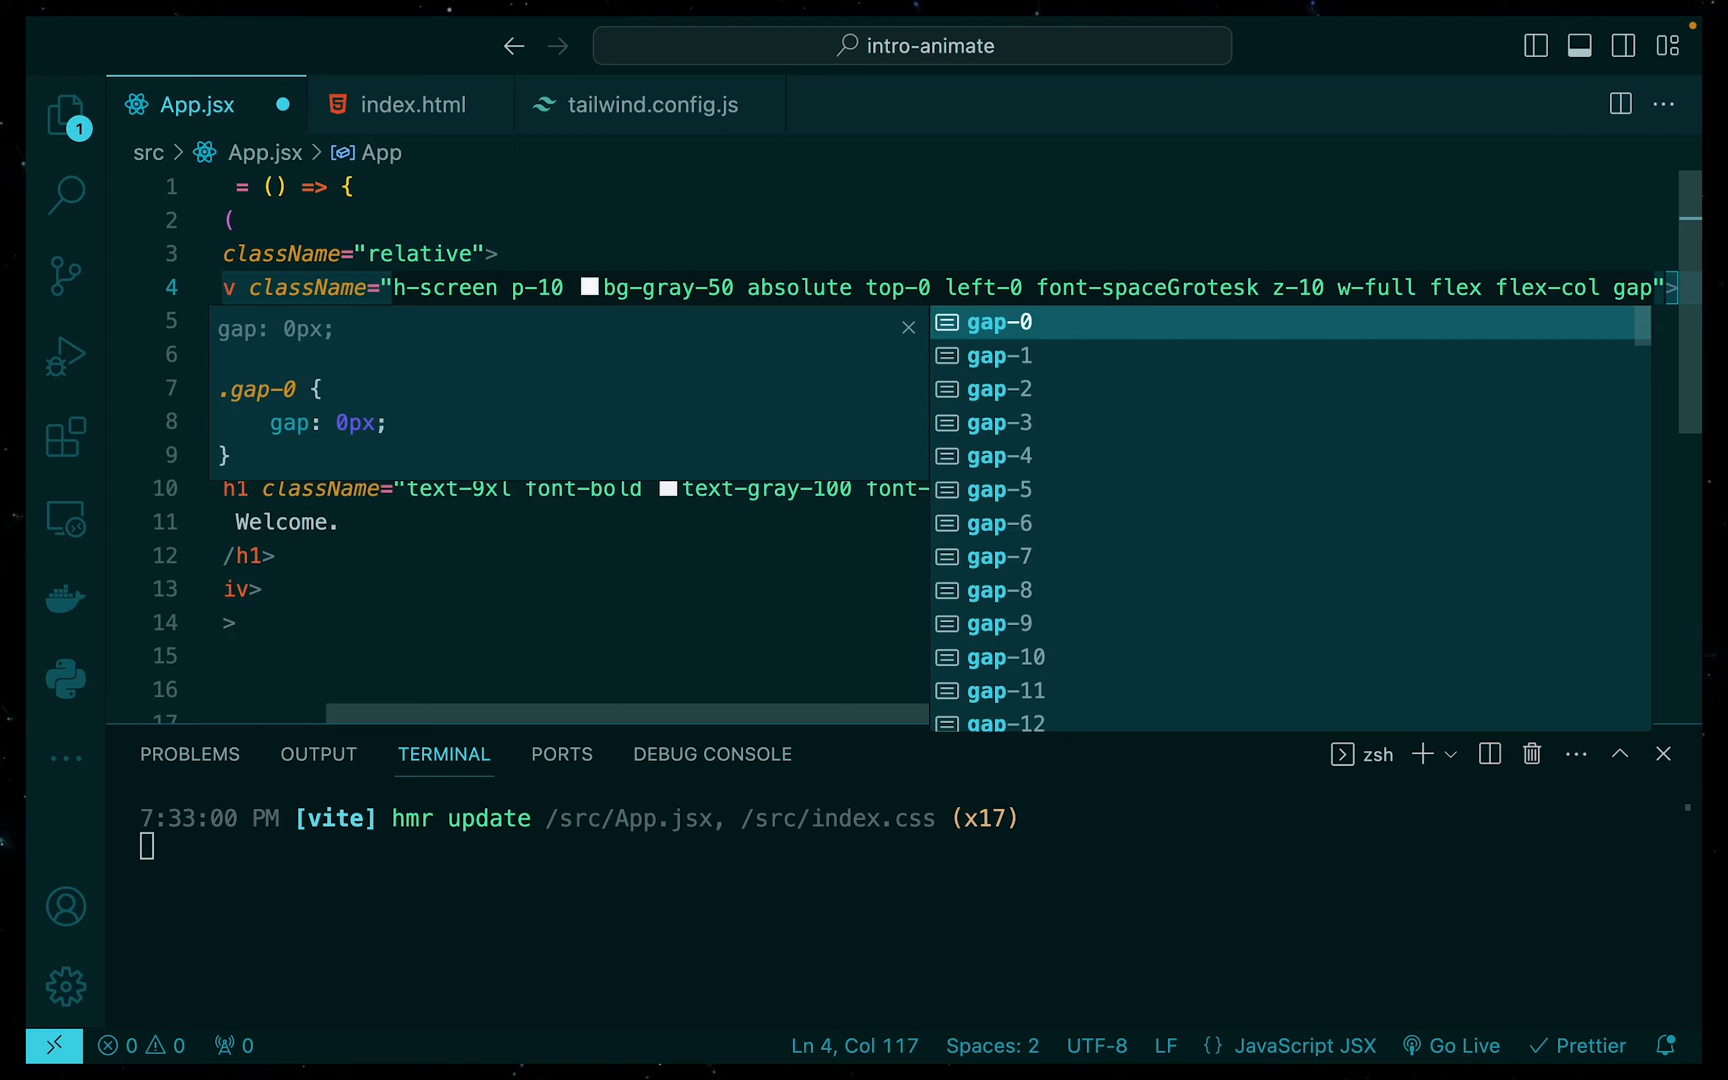 intro-animate
App.jsx index.html tailwind.config.js
1
src > App.jsx > App
1 = () => {
2 (
3 className="relative">
4 v className="h-screen p-10 bg-gray-50 absolute top-0 left-0 font-spaceGrotesk z-10 w-full flex flex-col gap">
5 gap: 0px;
6
7 .gap-0 {
8 gap: 0px;
9 }
10 h1 className="text-9xl font-bold text-gray-100 font-
11 Welcome.
12 /h1>
13 iv>
14 >
15
16
17
gap-0
gap-1
gap-2
gap-3
gap-4
gap-5
gap-6
gap-7
gap-8
gap-9
gap-10
gap-11
gap-12
PROBLEMS OUTPUT TERMINAL PORTS DEBUG CONSOLE zsh
7:33:00 PM [vite] hmr update /src/App.jsx, /src/index.css (x17)
0 0 0 Ln 4, Col 117 Spaces: 2 UTF-8 LF {} JavaScript JSX Go Live Prettier